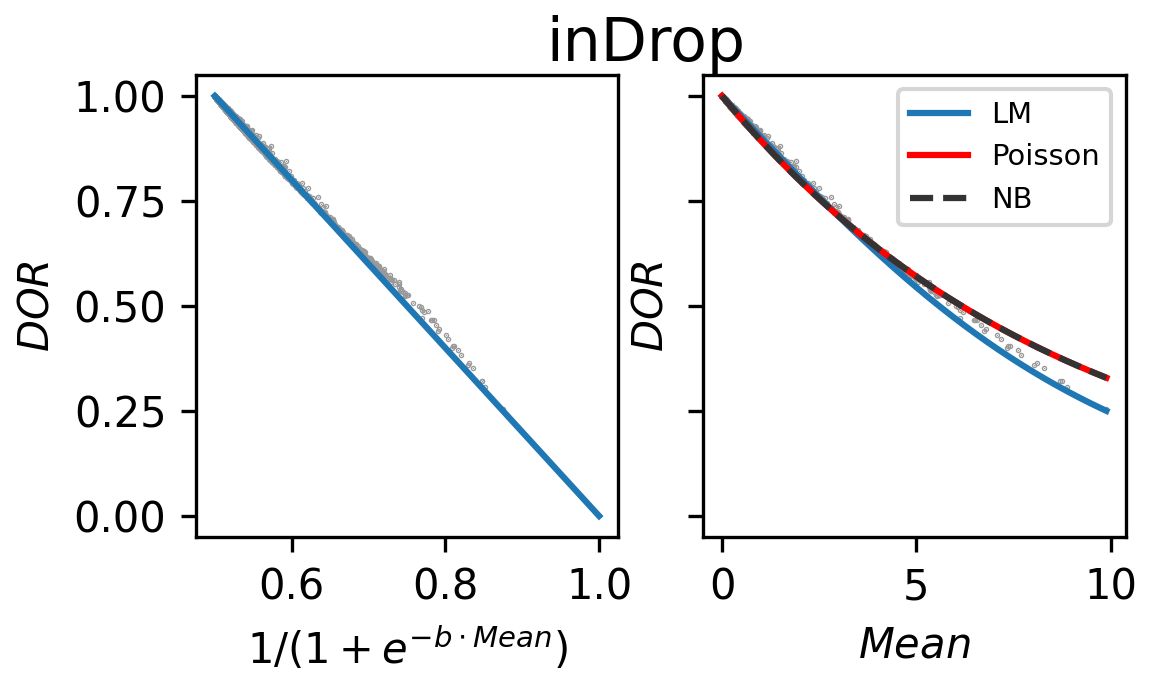 inDrop
1.00
0.75
0.50
0.25
0.00
DOR
0.6 0.8 1.0
1/(1 + e^{-b·Mean})
LM
Poisson
NB
DOR
0 5 10
Mean